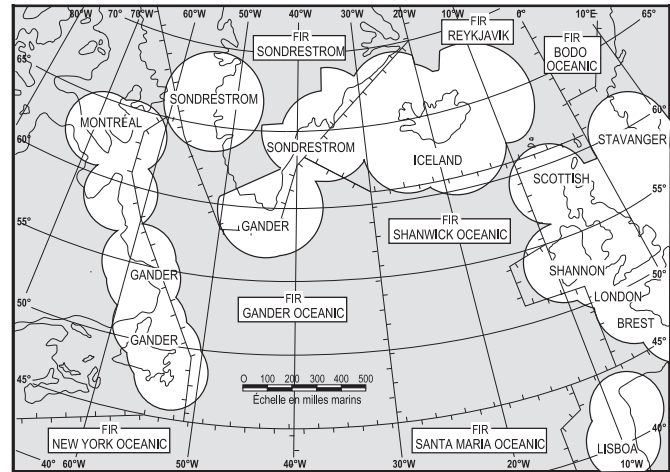 80°W 70°W 60°W 50°W 40°W 30°W 20°W 10°W 0° 10°E 65°
FIR
SONDRESTROM
FIR
REYKJAVIK
FIR
BODO
OCEANIC
65°
60°
55°
50°
45°
SONDRESTROM
MONTRÉAL
SONDRESTROM
ICELAND
STAVANGER
60°
SCOTTISH
55°
GANDER
FIR
SHANWICK OCEANIC
50°
SHANNON
GANDER
FIR
GANDER OCEANIC
LONDON
BREST
45°
GANDER
0 100 200 300 400 500
Échelle en milles marins
FIR
NEW YORK OCEANIC
FIR
SANTA MARIA OCEANIC
40°
LISBOA
40° 60°W 50°W 40°W 30°W 20°W 10°W